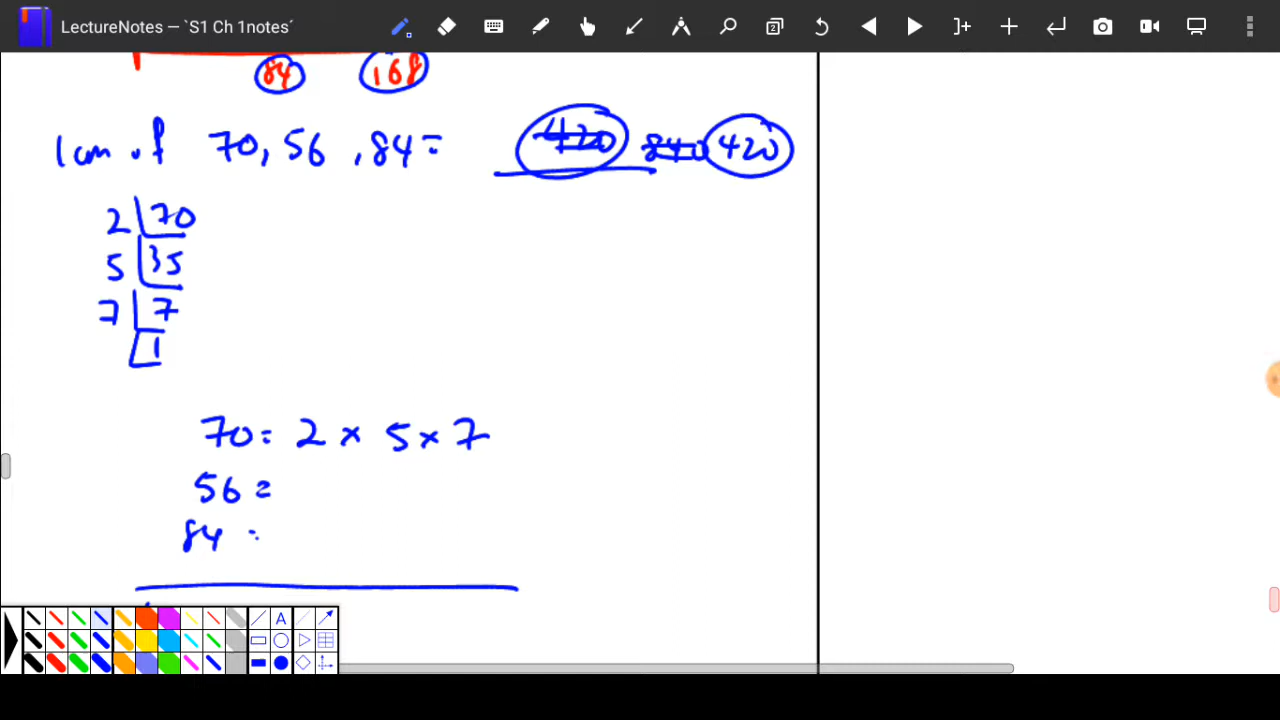 LectureNotes — `S1 Ch 1notes´
84 168
lcm of 70, 56, 84 = 420 840 420
2 70
5 35
7 7
1
70 = 2 × 5 × 7
56 =
84 =
A